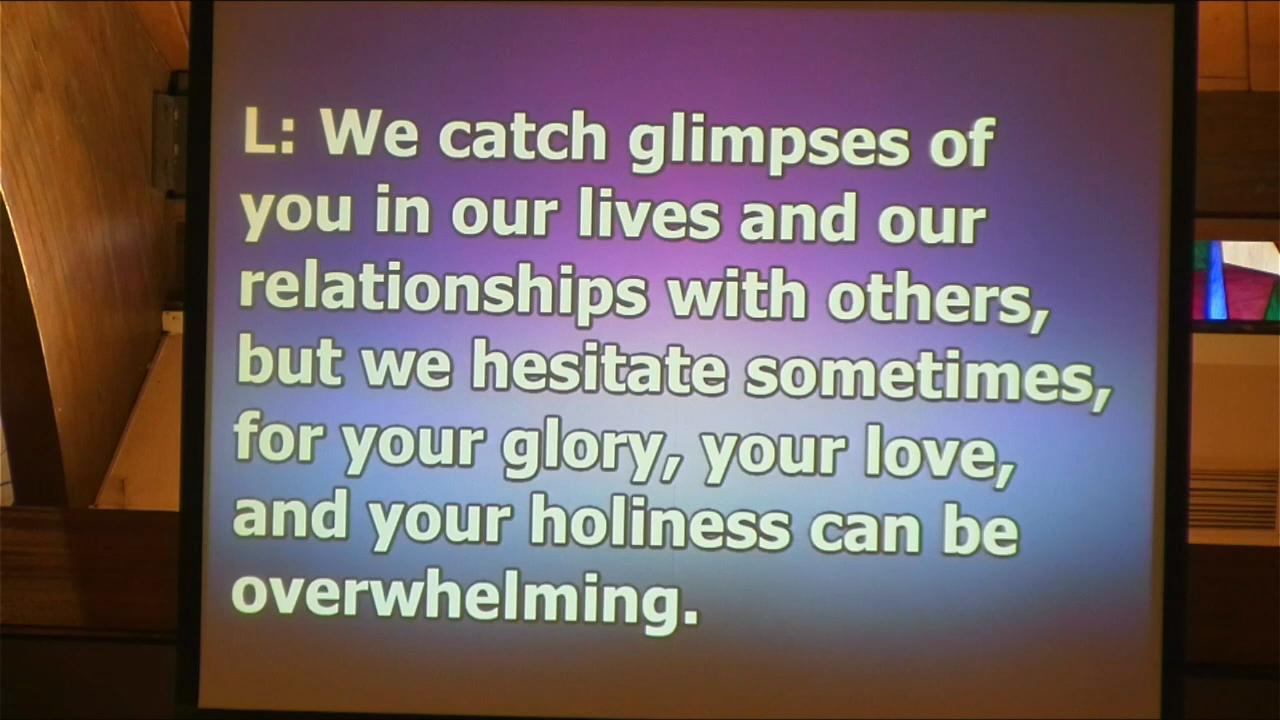 L: We catch glimpses of
you in our lives and our
relationships with others,
but we hesitate sometimes,
for your glory, your love,
and your holiness can be
overwhelming.